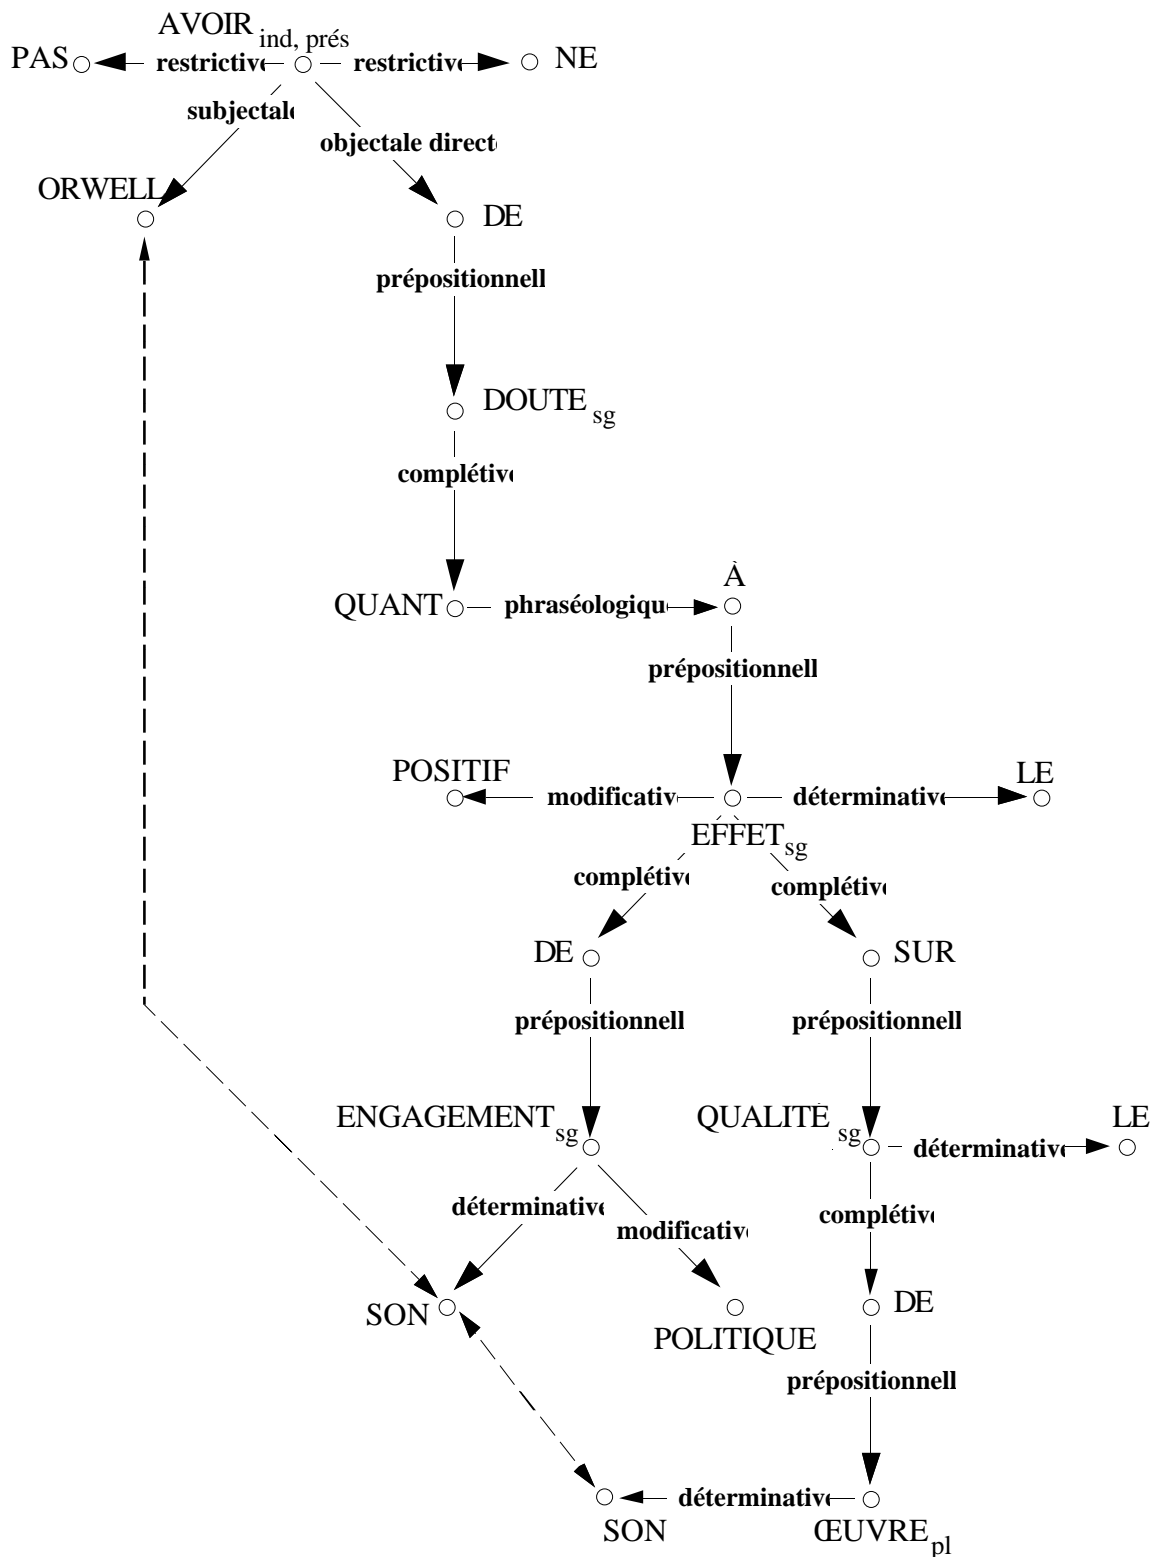 AVOIR ind, prés
PAS restrictive restrictive NE
subjectale
objectale directe
ORWELL
DE
prépositionnell
DOUTE sg
complétive
À
QUANT phraséologiqu
prépositionnell
POSITIF LE
modificativ déterminative
EFFET sg
complétive complétive
DE SUR
prépositionnell prépositionnell
ENGAGEMENT sg QUALITÉ sg LE
déterminative
déterminative complétive
modificative
SON DE
POLITIQUE
prépositionnell
déterminative
SON ŒUVRE pl